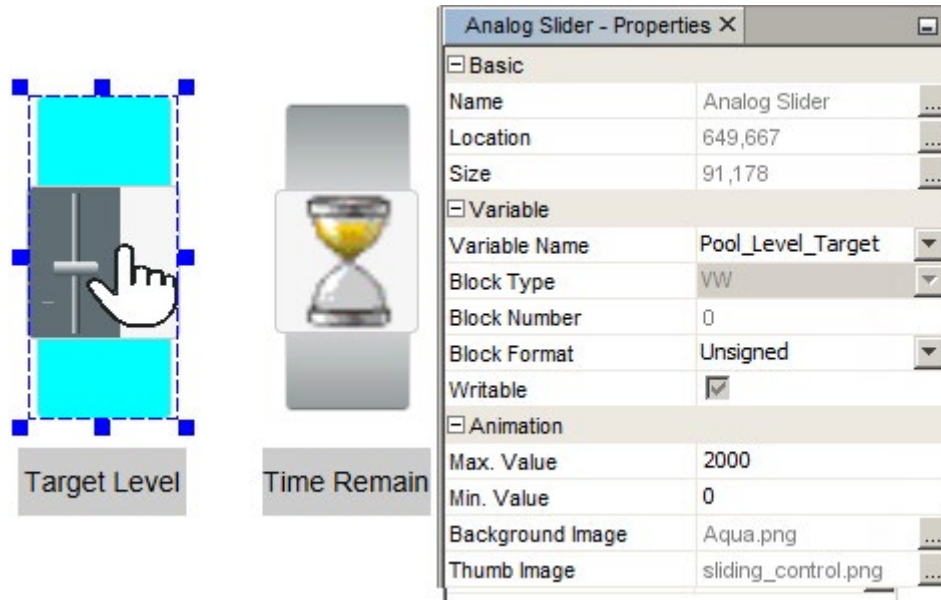 Analog Slider - Properties
Basic
Name Analog Slider ...
Location 649,667 ...
Size 91,178 ...
Variable
Variable Name Pool_Level_Target
Block Type VW
Block Number 0
Block Format Unsigned
Writable
Animation
Max. Value 2000
Min. Value 0
Background Image Aqua.png ...
Thumb Image sliding_control.png ...
Target Level
Time Remain